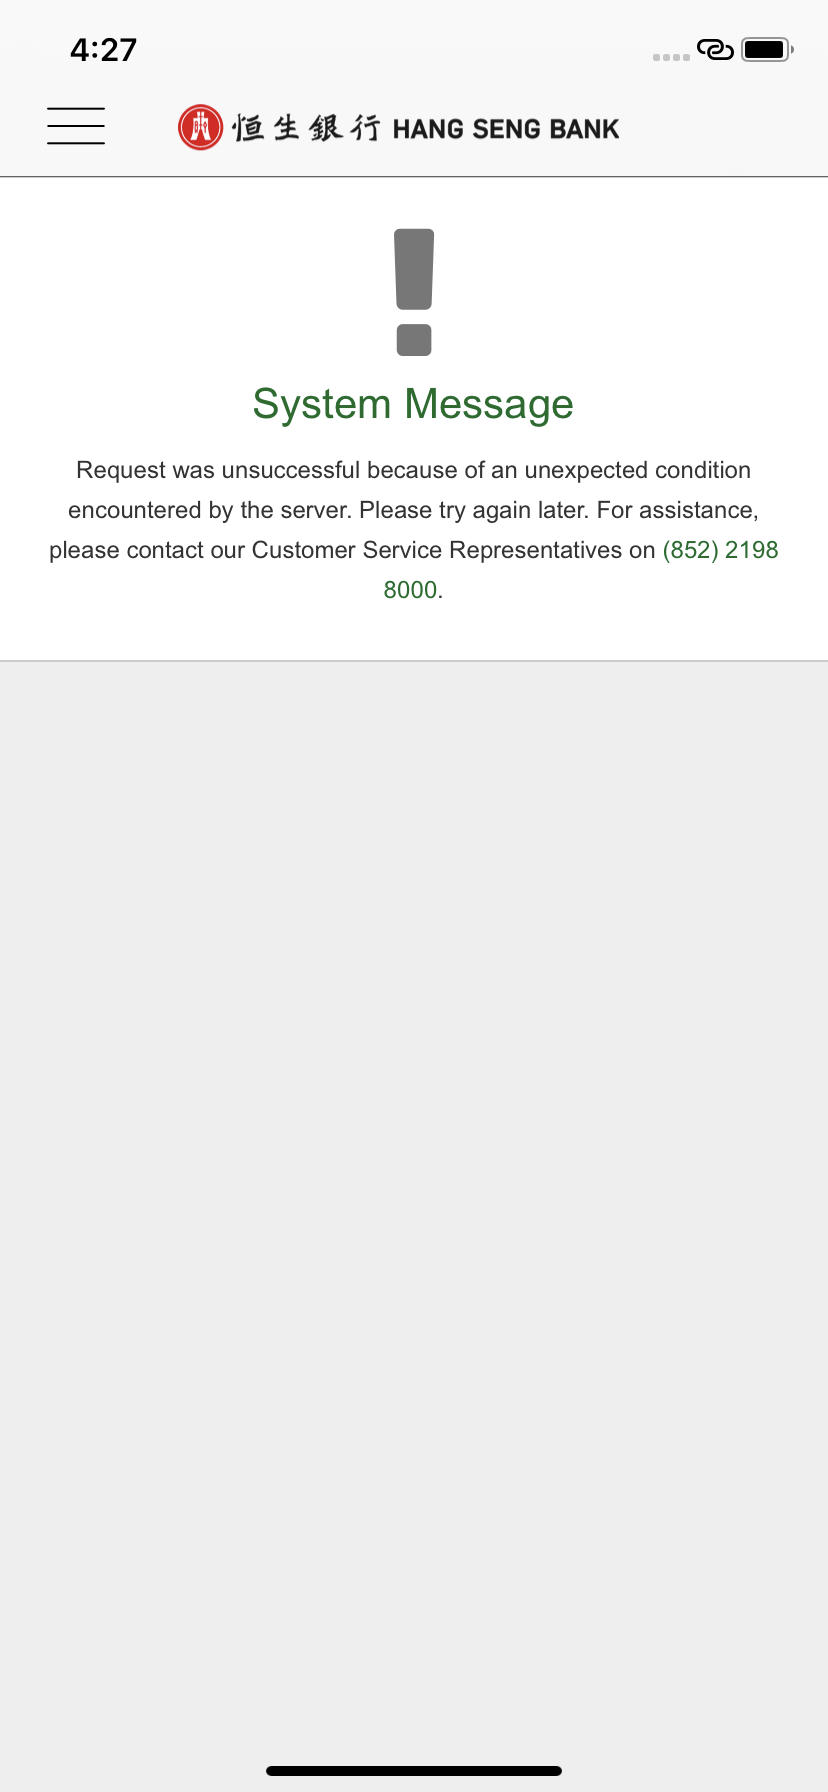 4:27
恒生銀行 HANG SENG BANK
System Message
Request was unsuccessful because of an unexpected condition
encountered by the server. Please try again later. For assistance,
please contact our Customer Service Representatives on (852) 2198
8000.